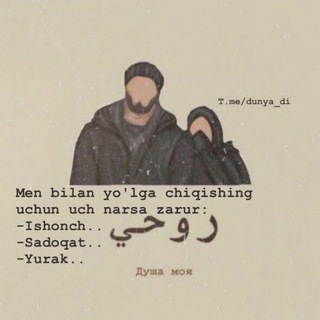 T.me/dunya_di
Men bilan yo'lga chiqishing
uchun uch narsa zarur:
-Ishonch..
-Sadoqat..
-Yurak..
روحي
Душа моя